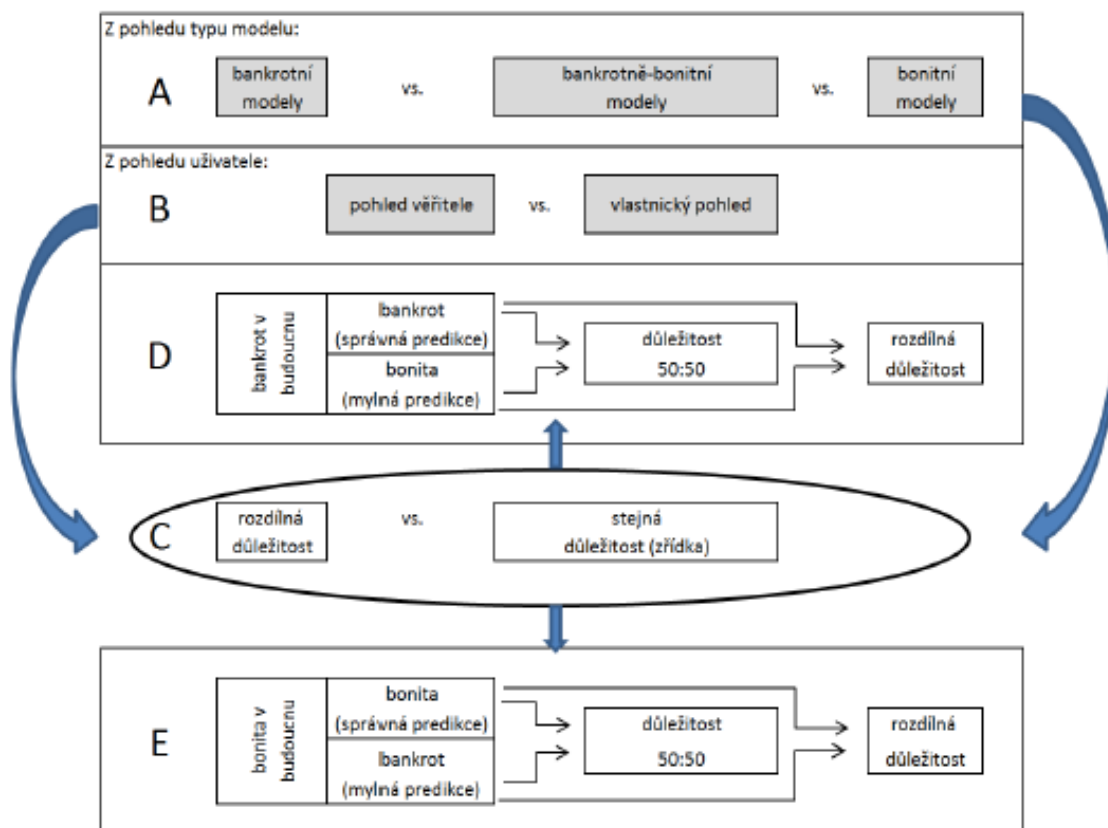 Z pohledu typu modelu:
A
bankrotní
modely
vs.
bankrotně-bonitní
modely
vs.
bonitní
modely
Z pohledu uživatele:
B
pohled věřitele
vs.
vlastnický pohled
D
bankrot v
budoucnu
lbankrot
(správná predikce)
bonita
(mylná predikce)
důležitost
50:50
rozdílná
důležitost
C
rozdílná
důležitost
vs.
stejná
důležitost (zřídka)
E
bonita v
budoucnu
bonita
(správná predikce)
lbankrot
(mylná predikce)
důležitost
50:50
rozdílná
důležitost